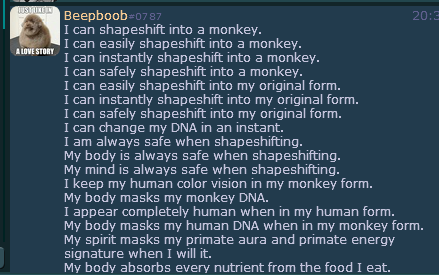 Beepboob#0787
20:3
A LOVE STORY
I can shapeshift into a monkey.
I can easily shapeshift into a monkey.
I can instantly shapeshift into a monkey.
I can safely shapeshift into a monkey.
I can easily shapeshift into my original form.
I can instantly shapeshift into my original form.
I can safely shapeshift into my original form.
I can change my DNA in an instant.
I am always safe when shapeshifting.
My body is always safe when shapeshifting.
My mind is always safe when shapeshifting.
I keep my human color vision in my monkey form.
My body masks my monkey DNA.
I appear completely human when in my human form.
My body masks my human DNA when in my monkey form.
My spirit masks my primate aura and primate energy
signature when I will it.
My body absorbs every nutrient from the food I eat.